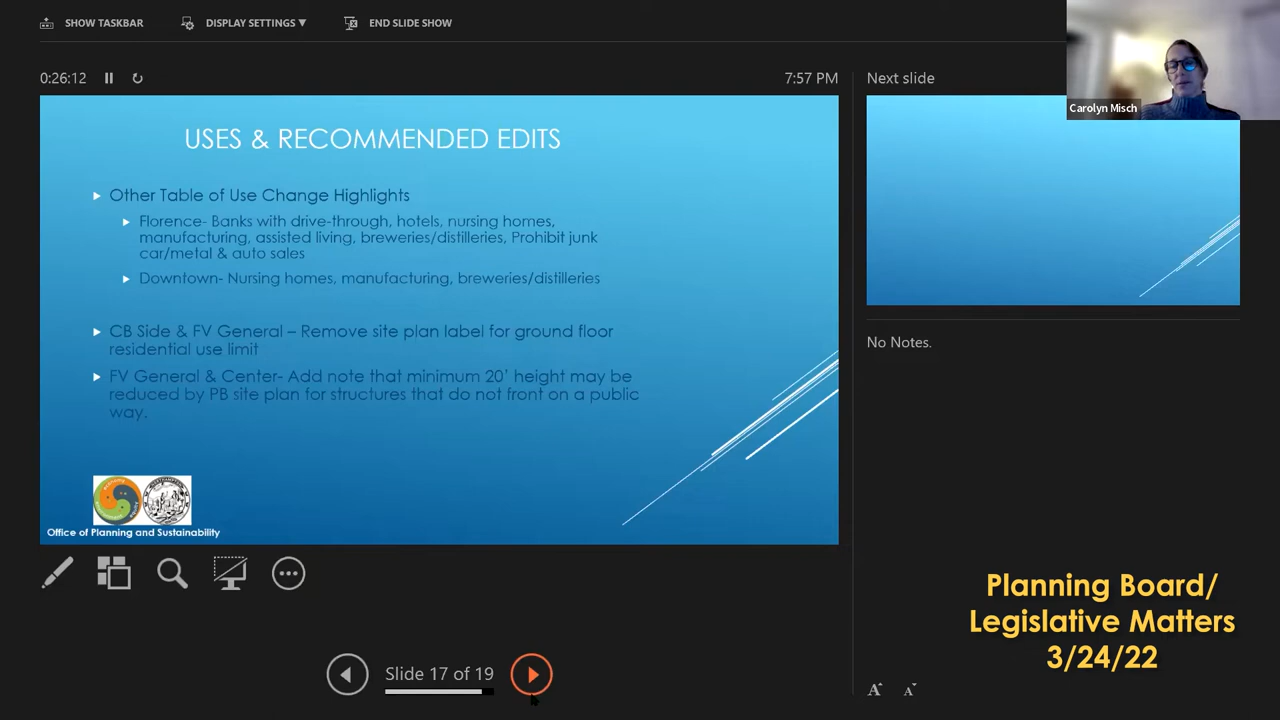 SHOW TASKBAR
DISPLAY SETTINGS ▼
END SLIDE SHOW
0:26:12
7:57 PM
Next slide
Carolyn Misch
USES & RECOMMENDED EDITS
Other Table of Use Change Highlights
Florence- Banks with drive-through, hotels, nursing homes,
manufacturing, assisted living, breweries/distilleries, Prohibit junk
car/metal & auto sales
Downtown- Nursing homes, manufacturing, breweries/distilleries
CB Side & FV General – Remove site plan label for ground floor
residential use limit
FV General & Center- Add note that minimum 20' height may be
reduced by PB site plan for structures that do not front on a public
way.
Office of Planning and Sustainability
No Notes.
Slide 17 of 19
Planning Board/
Legislative Matters
3/24/22
A A